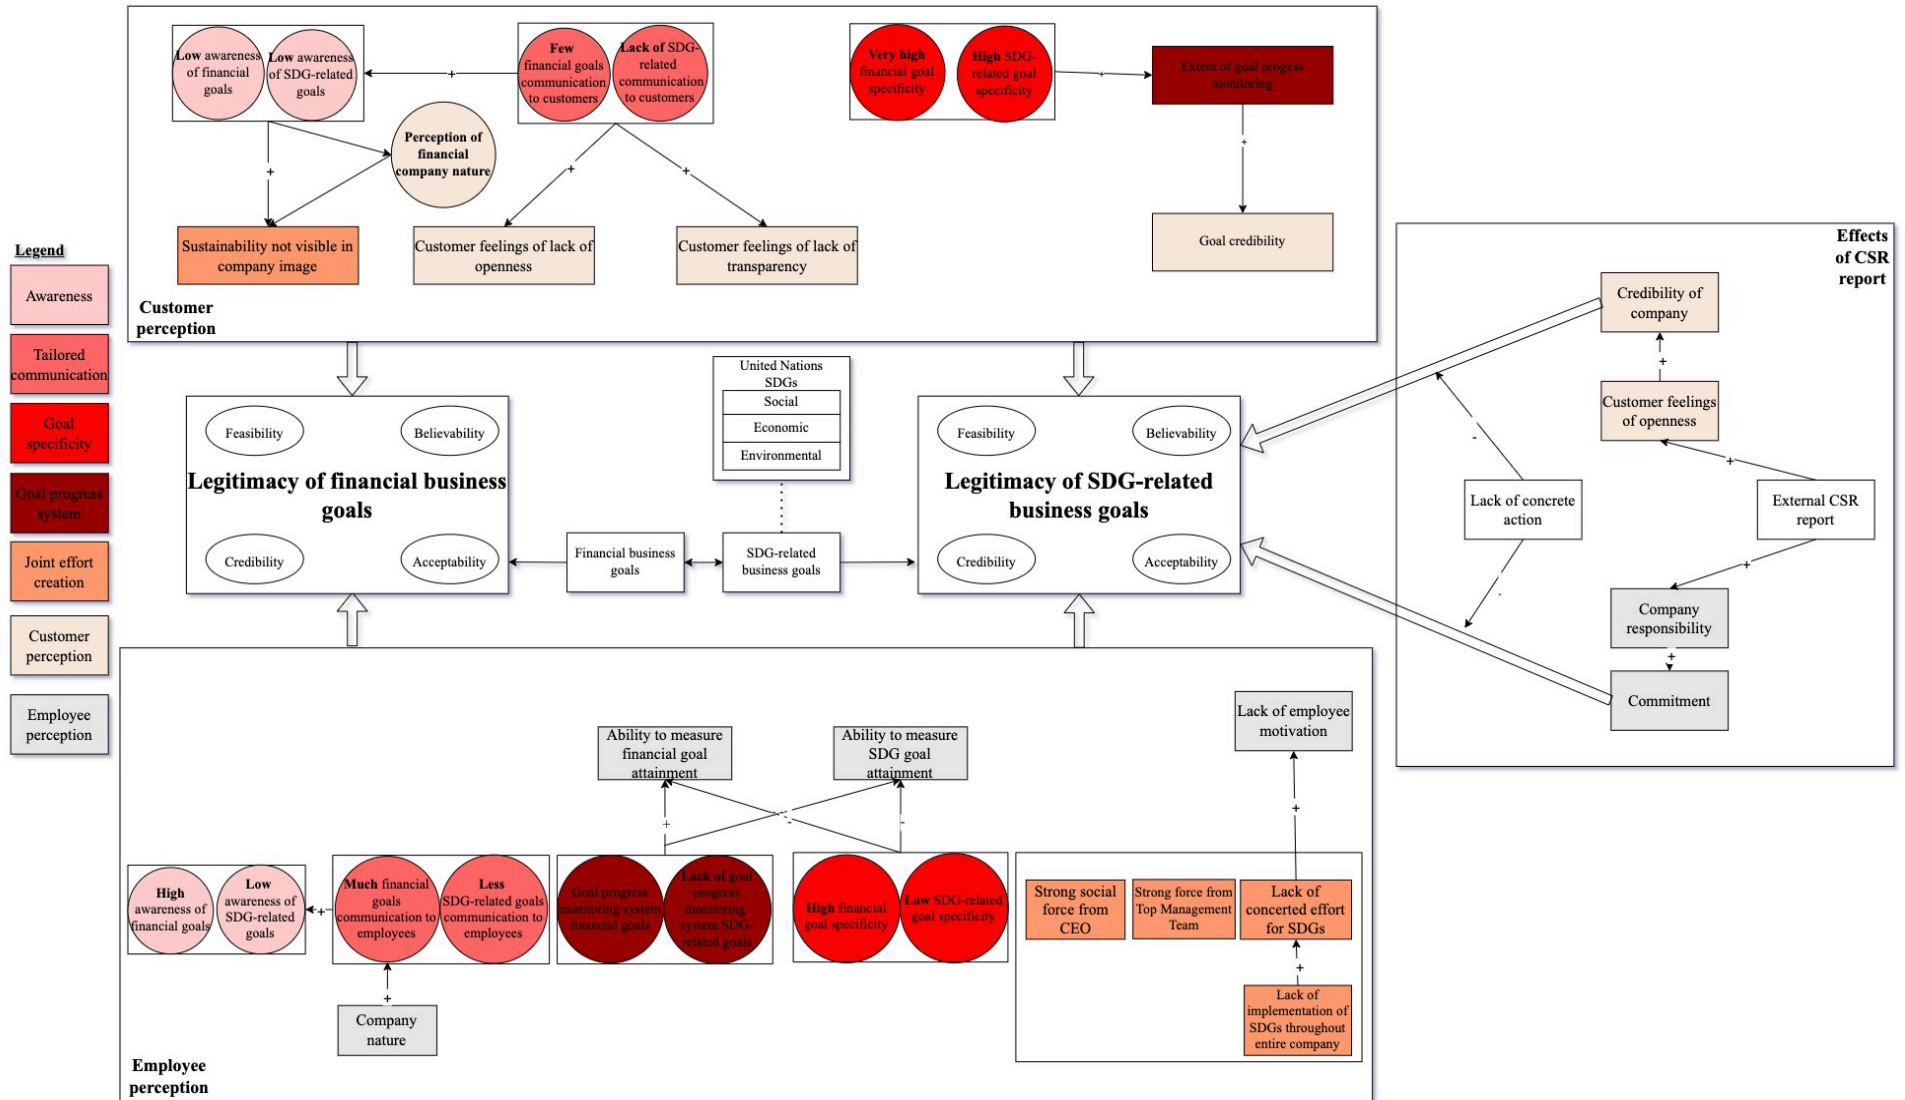 Low awareness
of financial
goals
Low awareness
of SDG-related
goals
+
Few
financial goals
communication
to customers
Lack of SDG-
related
communication
to customers
Very high
financial goal
specificity
High SDG-
related goal
specificity
+
Extent of goal progess
monitoring
Perception of
financial
company nature
+
+
+
+
Sustainability not visible in
company image
Customer feelings of lack of
openness
Customer feelings of lack of
transparency
Goal credibility
Customer
perception
Legend
Awareness
Tailored
communication
Goal
specificity
Goal progress
system
Joint effort
creation
Customer
perception
Employee
perception
Feasibility
Believability
Legitimacy of financial business
goals
Credibility
Acceptability
United Nations
SDGs
Social
Economic
Environmental
Financial business
goals
SDG-related
business goals
Feasibility
Believability
Legitimacy of SDG-related
business goals
Credibility
Acceptability
Effects
of CSR
report
Credibility of
company
+
Customer feelings
of openness
-
+
Lack of concrete
action
External CSR
report
-
+
Company
responsibility
+
Commitment
Ability to measure
financial goal
attainment
Ability to measure
SDG goal
attainment
Lack of employee
motivation
+
-
-
-
+
High
awareness of
financial goals
Low
awareness of
SDG-related
goals
+
Much financial
goals
communication to
employees
Less
SDG-related goals
communication to
employees
Goal progress
monitoring system
financial goals
Lack of goal
progress
monitoring
system SDG-
related goals
High financial
goal specificity
Low SDG-related
goal specificity
Strong social
force from
CEO
Strong force from
Top Management
Team
Lack of
concerted effort
for SDGs
+
+
Company
nature
Lack of
implementation of
SDGs throughout
entire company
Employee
perception